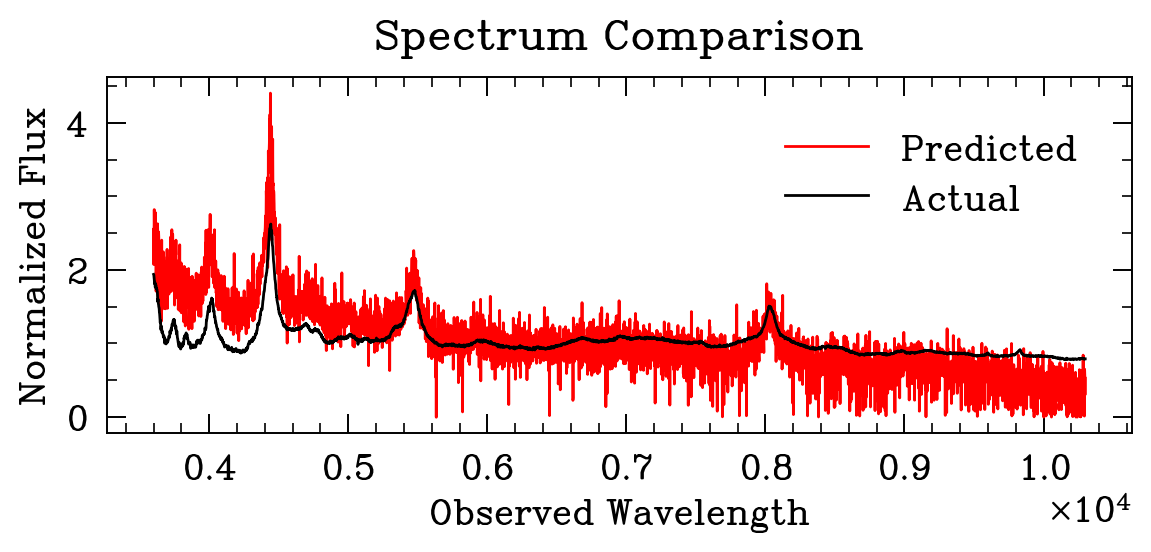 Spectrum Comparison
Normalized Flux
4
2
0
Predicted
Actual
0.4 0.5 0.6 0.7 0.8 0.9 1.0
×10⁴
Observed Wavelength